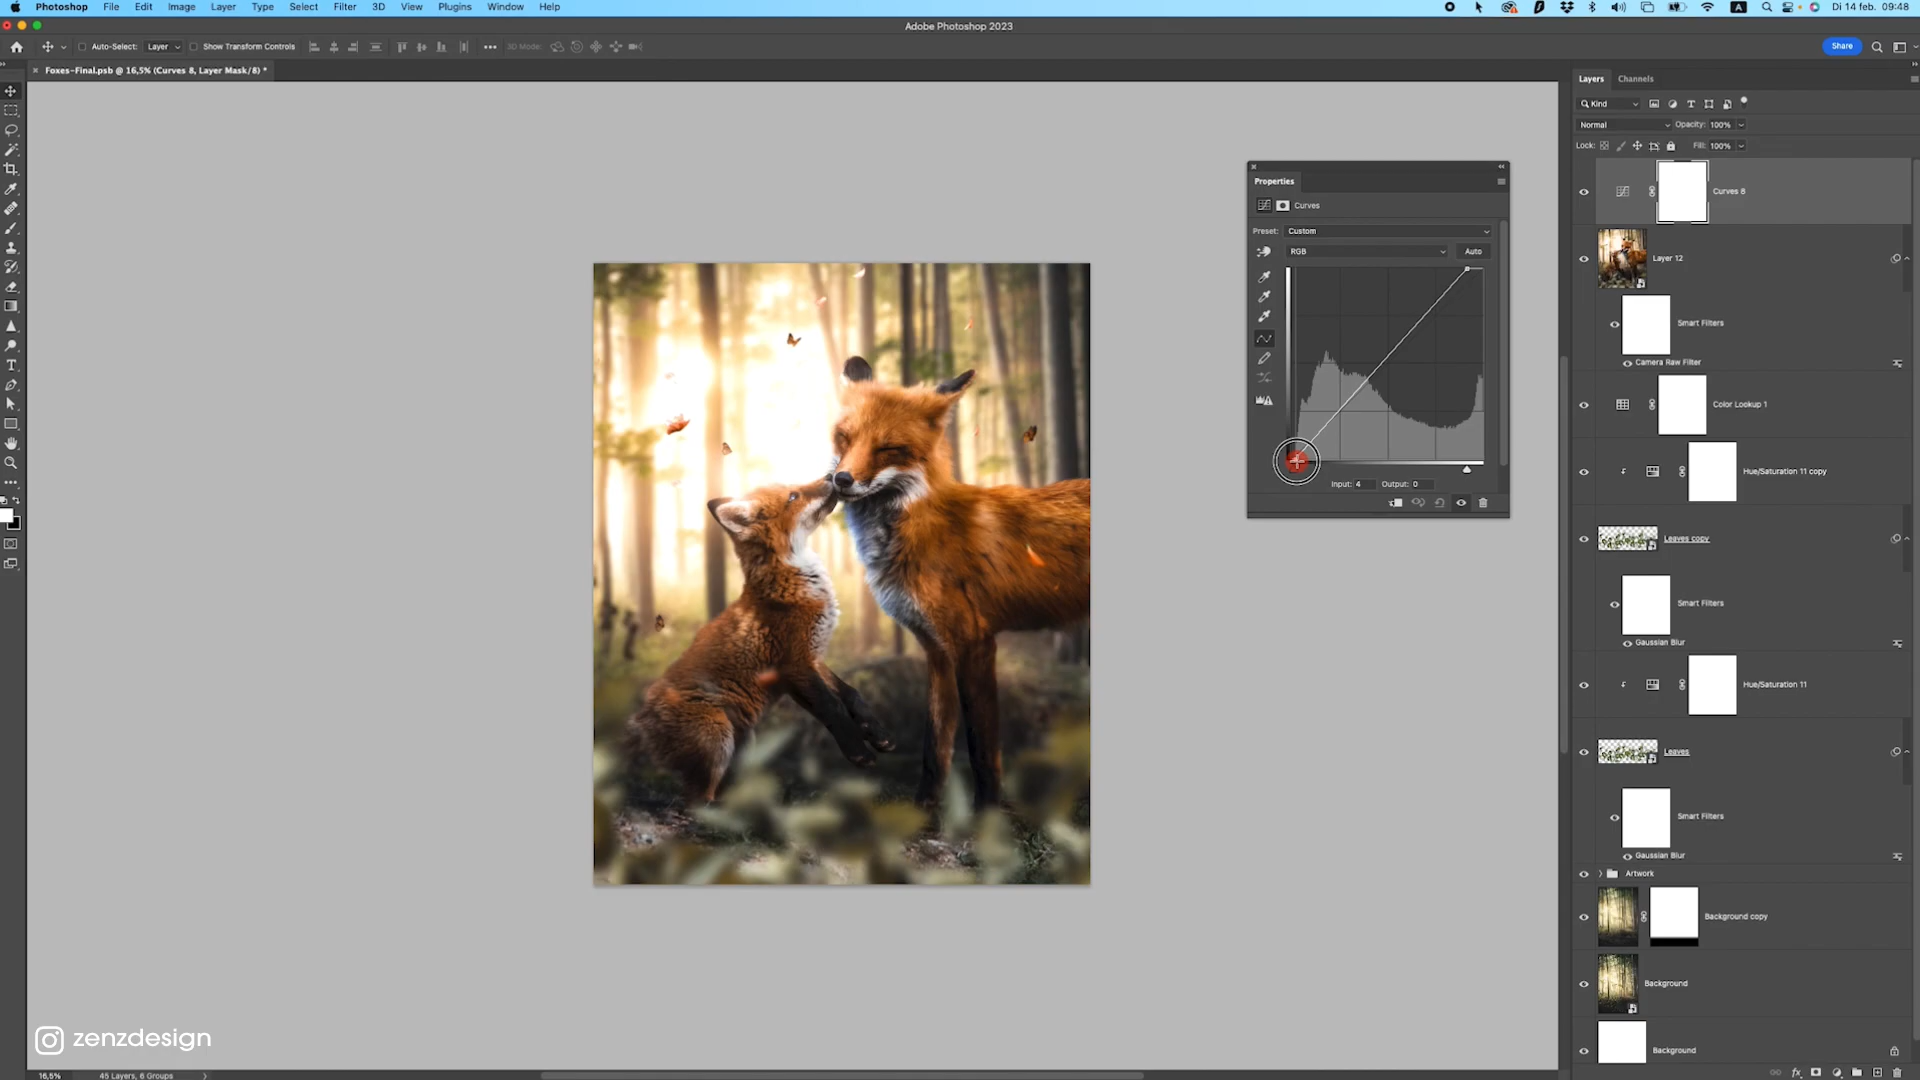 Photoshop File Edit Image Layer Type Select Filter 3D View Plugins Window Help
A Di 14 feb. 09:48
Adobe Photoshop 2023
Auto-Select: Layer Show Transform Controls 3D Mode: Share
Foxes-Final.psb @ 16,5% (Curves 8, Layer Mask/8) *
Layers Channels
Kind
Normal Opacity: 100%
Lock: Fill: 100%
Properties
Curves
Preset: Custom
RGB Auto
Input: 4 Output: 0
Curves 8
Layer 12
Smart Filters
Camera Raw Filter
Color Lookup 1
Hue/Saturation 11 copy
Leaves copy
Smart Filters
Gaussian Blur
Hue/Saturation 11
Leaves
Smart Filters
Gaussian Blur
Artwork
Background copy
Background
Background
zenzdesign
16,5% 45 Layers, 6 Groups